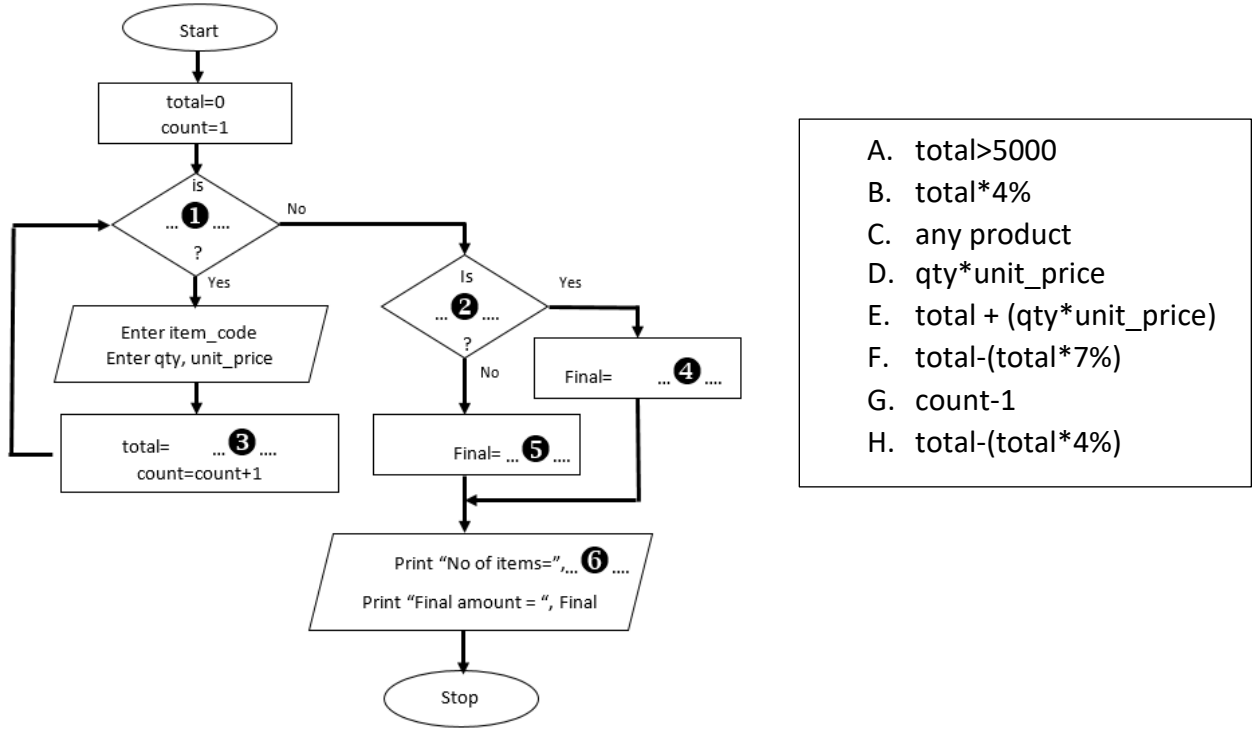 Start
total=0
count=1
is
... ❶ ....
?
No
Yes
Enter item_code
Enter qty, unit_price
total= ... ❸ ....
count=count+1
Is
... ❷ ....
?
Yes
No
Final= ... ❹ ....
Final= ... ❺ ....
Print “No of items=”,... ❻ ....
Print “Final amount = “, Final
Stop
A. total>5000
B. total*4%
C. any product
D. qty*unit_price
E. total + (qty*unit_price)
F. total-(total*7%)
G. count-1
H. total-(total*4%)